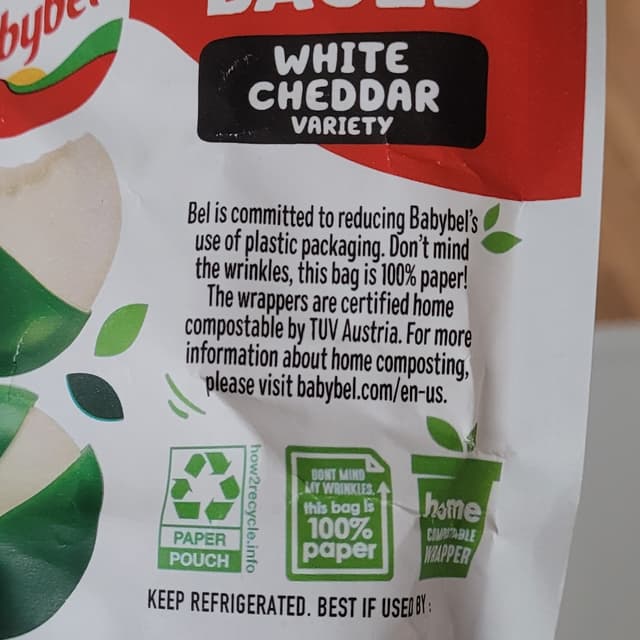 WHITE
CHEDDAR
VARIETY
Bel is committed to reducing Babybel's
use of plastic packaging. Don't mind
the wrinkles, this bag is 100% paper!
The wrappers are certified home
compostable by TUV Austria. For more
information about home composting,
please visit babybel.com/en-us.
PAPER
POUCH
how2recycle.info
DONT MIND
MY WRINKLES,
this bag is
100%
paper
home
COMPOSTABLE
WRAPPER
KEEP REFRIGERATED. BEST IF USED BY: